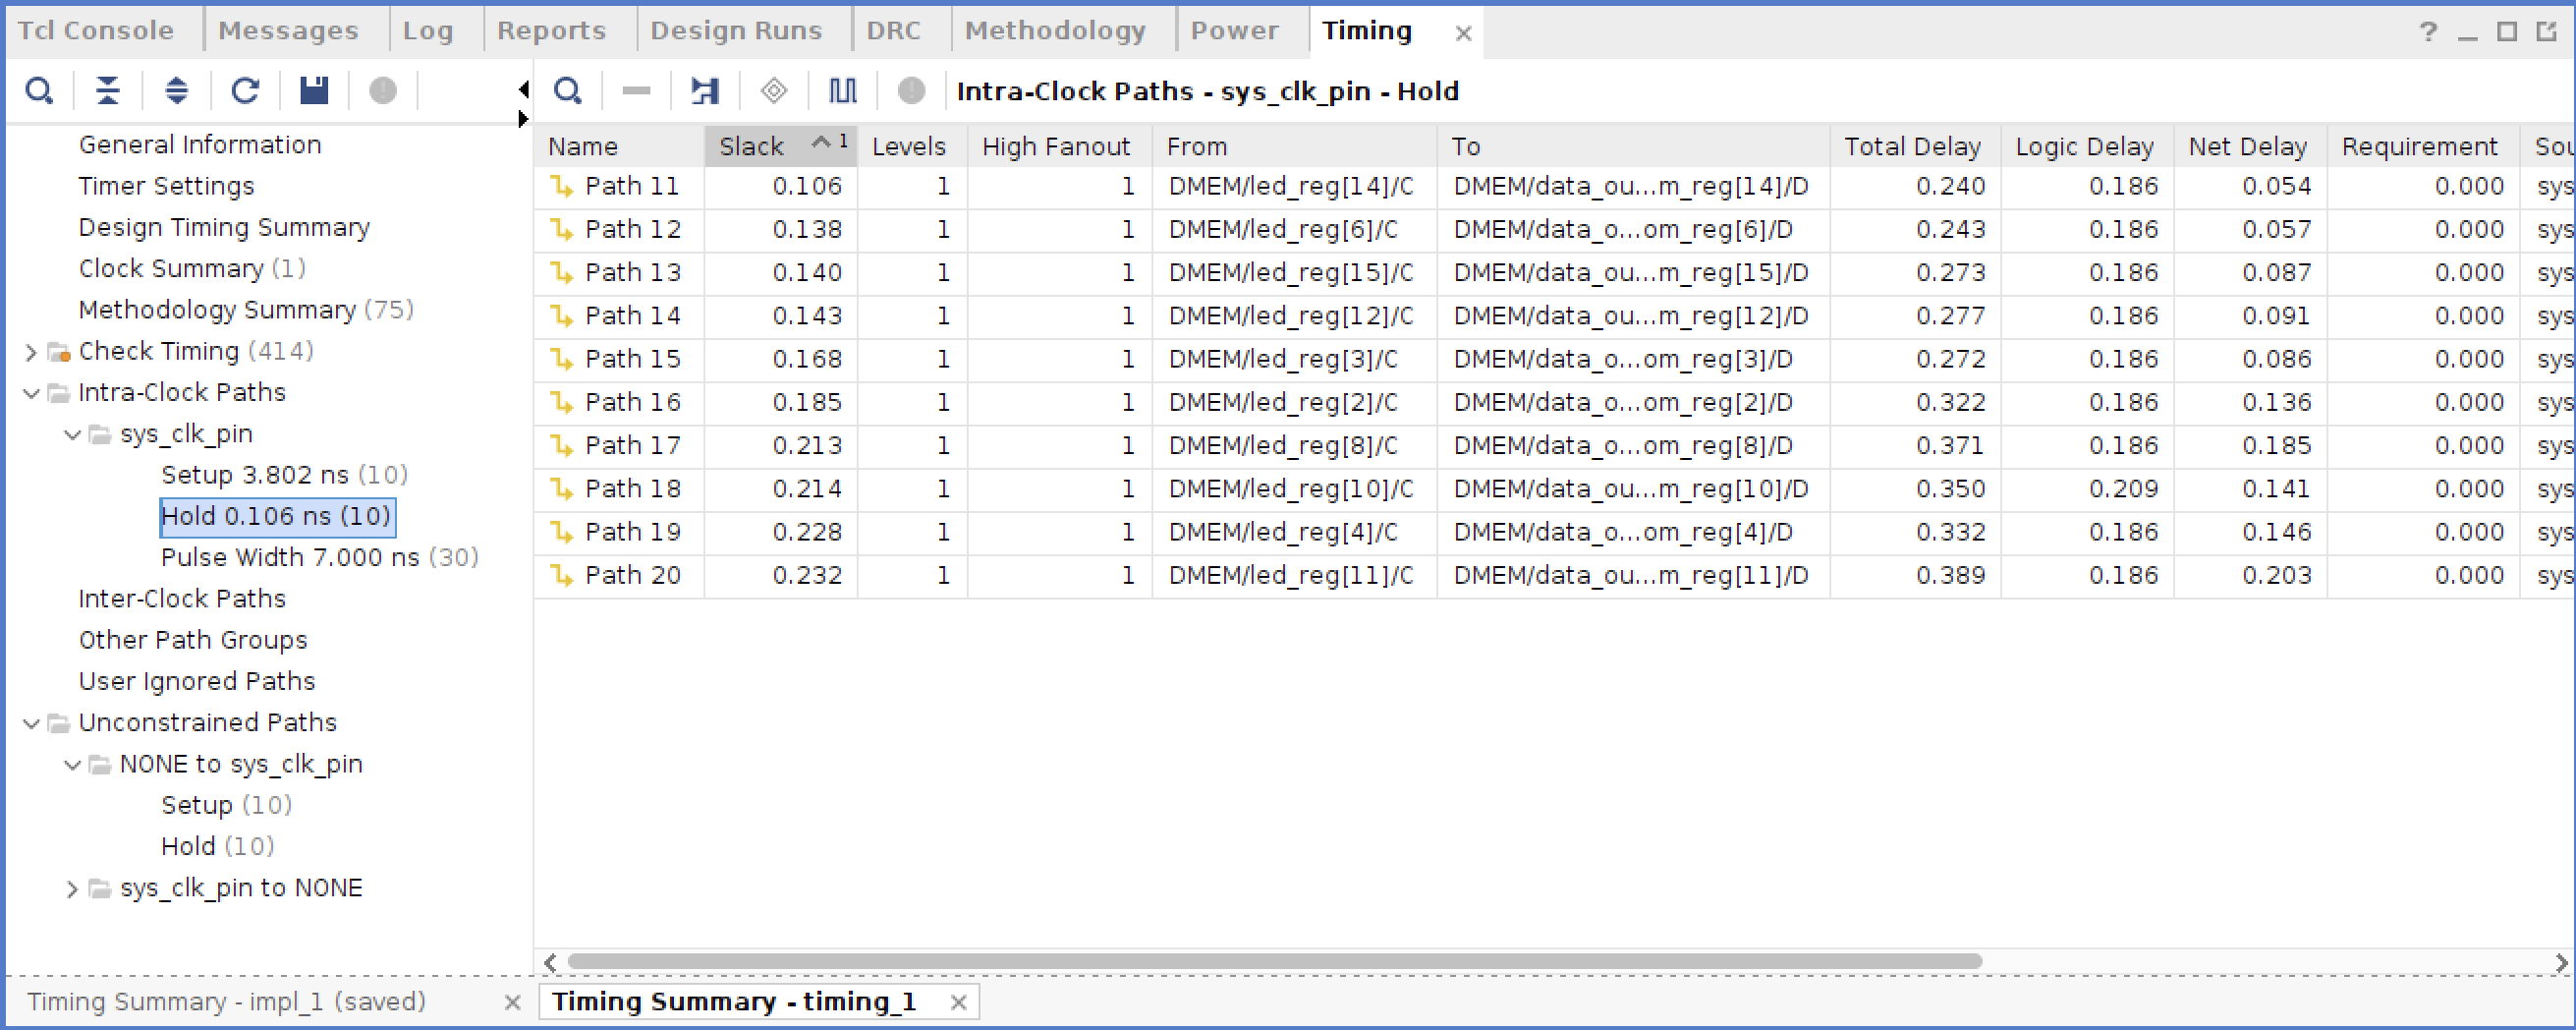 Tcl Console Messages Log Reports Design Runs DRC Methodology Power Timing
Intra-Clock Paths - sys_clk_pin - Hold
General Information
Timer Settings
Design Timing Summary
Clock Summary (1)
Methodology Summary (75)
Check Timing (414)
Intra-Clock Paths
sys_clk_pin
Setup 3.802 ns (10)
Hold 0.106 ns (10)
Pulse Width 7.000 ns (30)
Inter-Clock Paths
Other Path Groups
User Ignored Paths
Unconstrained Paths
NONE to sys_clk_pin
Setup (10)
Hold (10)
sys_clk_pin to NONE
Name Slack 1 Levels High Fanout From To Total Delay Logic Delay Net Delay Requirement Sou
Path 11 0.106 1 1 DMEM/led_reg[14]/C DMEM/data_ou...m_reg[14]/D 0.240 0.186 0.054 0.000 sys
Path 12 0.138 1 1 DMEM/led_reg[6]/C DMEM/data_o...om_reg[6]/D 0.243 0.186 0.057 0.000 sys
Path 13 0.140 1 1 DMEM/led_reg[15]/C DMEM/data_ou...m_reg[15]/D 0.273 0.186 0.087 0.000 sys
Path 14 0.143 1 1 DMEM/led_reg[12]/C DMEM/data_ou...m_reg[12]/D 0.277 0.186 0.091 0.000 sys
Path 15 0.168 1 1 DMEM/led_reg[3]/C DMEM/data_o...om_reg[3]/D 0.272 0.186 0.086 0.000 sys
Path 16 0.185 1 1 DMEM/led_reg[2]/C DMEM/data_o...om_reg[2]/D 0.322 0.186 0.136 0.000 sys
Path 17 0.213 1 1 DMEM/led_reg[8]/C DMEM/data_o...om_reg[8]/D 0.371 0.186 0.185 0.000 sys
Path 18 0.214 1 1 DMEM/led_reg[10]/C DMEM/data_ou...m_reg[10]/D 0.350 0.209 0.141 0.000 sys
Path 19 0.228 1 1 DMEM/led_reg[4]/C DMEM/data_o...om_reg[4]/D 0.332 0.186 0.146 0.000 sys
Path 20 0.232 1 1 DMEM/led_reg[11]/C DMEM/data_ou...m_reg[11]/D 0.389 0.186 0.203 0.000 sys
Timing Summary - impl_1 (saved) Timing Summary - timing_1